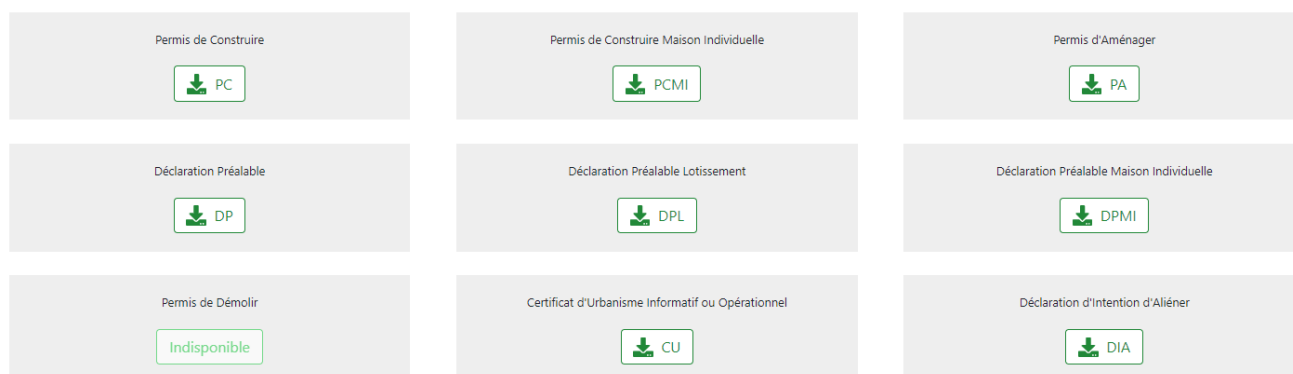 Permis de Construire
PC
Permis de Construire Maison Individuelle
PCMI
Permis d'Aménager
PA
Déclaration Préalable
DP
Déclaration Préalable Lotissement
DPL
Déclaration Préalable Maison Individuelle
DPMI
Permis de Démolir
Indisponible
Certificat d'Urbanisme Informatif ou Opérationnel
CU
Déclaration d'Intention d'Aliéner
DIA